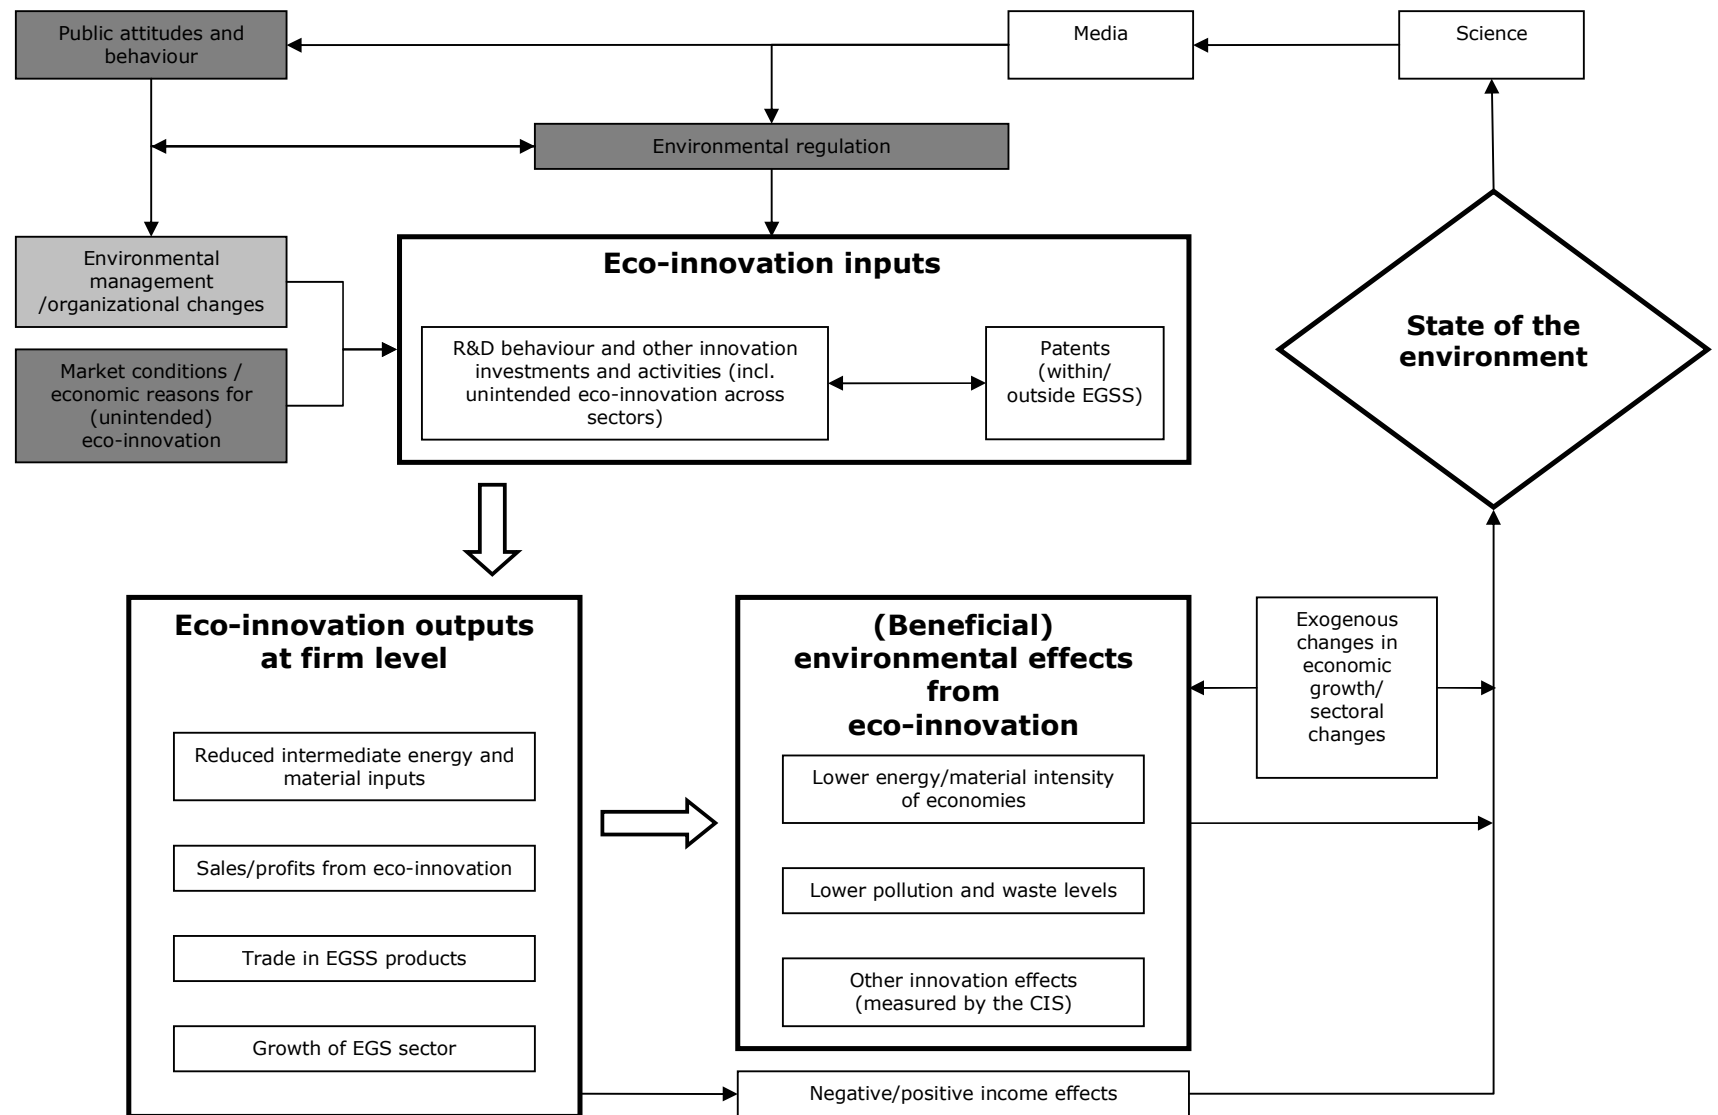 Public attitudes and
behaviour
Media
Science
Environmental regulation
Environmental
management
/organizational changes
Market conditions /
economic reasons for
(unintended)
eco-innovation
Eco-innovation inputs
R&D behaviour and other innovation
investments and activities (incl.
unintended eco-innovation across
sectors)
Patents
(within/
outside EGSS)
State of the
environment
Eco-innovation outputs
at firm level
Reduced intermediate energy and
material inputs
Sales/profits from eco-innovation
Trade in EGSS products
Growth of EGS sector
(Beneficial)
environmental effects
from
eco-innovation
Lower energy/material intensity
of economies
Lower pollution and waste levels
Other innovation effects
(measured by the CIS)
Exogenous
changes in
economic
growth/
sectoral
changes
Negative/positive income effects